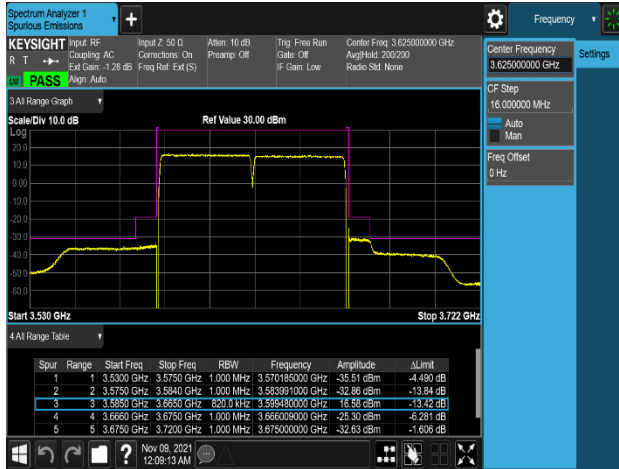 Spectrum Analyzer 1
Spurious Emissions
+
Frequency
KEYSIGHT Input: RF
R T
Coupling: AC
Ext Gain: -1.28 dB
Align: Auto
PASS
Input Z: 50 Ω
Corrections: On
Freq Ref: Ext (S)
Atten: 10 dB
Preamp: Off
Trig: Free Run
Gate: Off
IF Gain: Low
Center Freq: 3.625000000 GHz
Avg|Hold: 200/200
Radio Std: None
Center Frequency
3.625000000 GHz
Settings
CF Step
16.000000 MHz
Auto
Man
Freq Offset
0 Hz
3 All Range Graph
Scale/Div 10.0 dB Ref Value 30.00 dBm
Log
20.0
10.0
0.00
-10.0
-20.0
-30.0
-40.0
-50.0
-60.0
Start 3.530 GHz Stop 3.722 GHz
4 All Range Table
Spur Range Start Freq Stop Freq RBW Frequency Amplitude ΔLimit
1 1 3.5300 GHz 3.5750 GHz 1.000 MHz 3.570185000 GHz -35.51 dBm -4.490 dB
2 2 3.5750 GHz 3.5840 GHz 1.000 MHz 3.583991000 GHz -32.86 dBm -13.84 dB
3 3 3.5850 GHz 3.6650 GHz 820.0 kHz 3.599480000 GHz 16.58 dBm -13.42 dB
4 4 3.6660 GHz 3.6750 GHz 1.000 MHz 3.666009000 GHz -25.30 dBm -6.281 dB
5 5 3.6750 GHz 3.7200 GHz 1.000 MHz 3.675000000 GHz -32.63 dBm -1.606 dB
?
Nov 09, 2021
12:09:13 AM